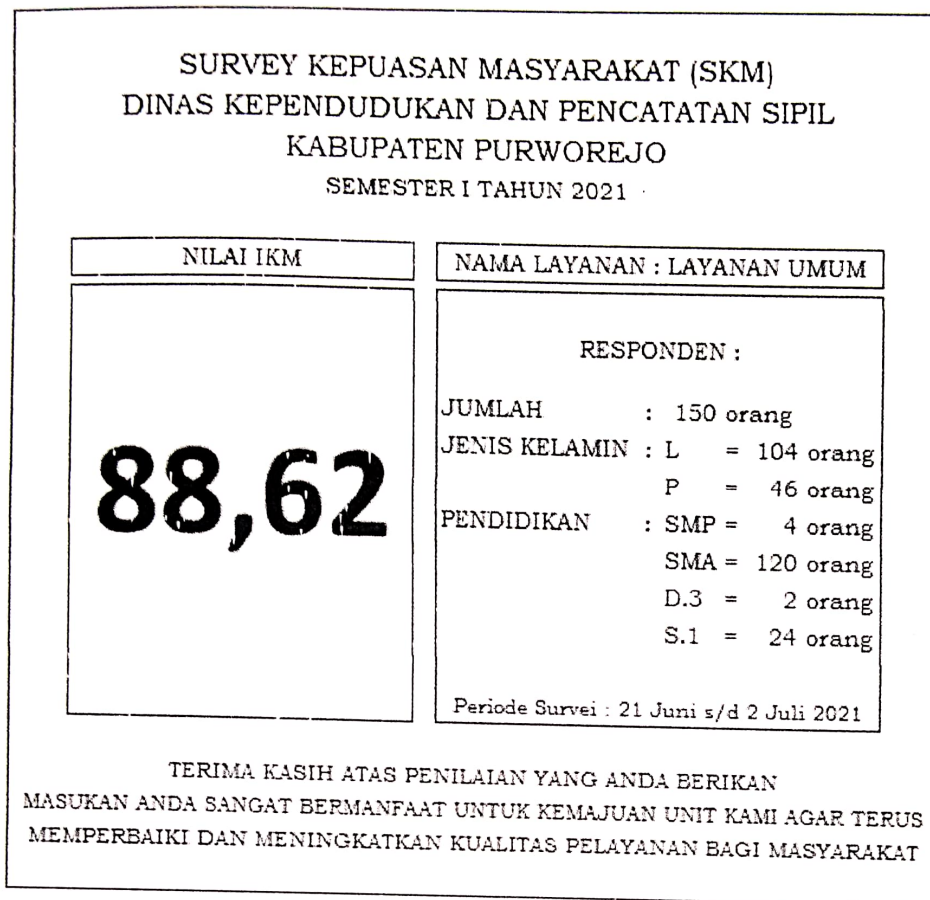 SURVEY KEPUASAN MASYARAKAT (SKM)
DINAS KEPENDUDUKAN DAN PENCATATAN SIPIL
KABUPATEN PURWOREJO
SEMESTER I TAHUN 2021
NILAI IKM
88,62
NAMA LAYANAN : LAYANAN UMUM
RESPONDEN :
JUMLAH : 150 orang
JENIS KELAMIN : L = 104 orang
P = 46 orang
PENDIDIKAN : SMP = 4 orang
SMA = 120 orang
D.3 = 2 orang
S.1 = 24 orang
Periode Survei : 21 Juni s/d 2 Juli 2021
TERIMA KASIH ATAS PENILAIAN YANG ANDA BERIKAN
MASUKAN ANDA SANGAT BERMANFAAT UNTUK KEMAJUAN UNIT KAMI AGAR TERUS
MEMPERBAIKI DAN MENINGKATKAN KUALITAS PELAYANAN BAGI MASYARAKAT